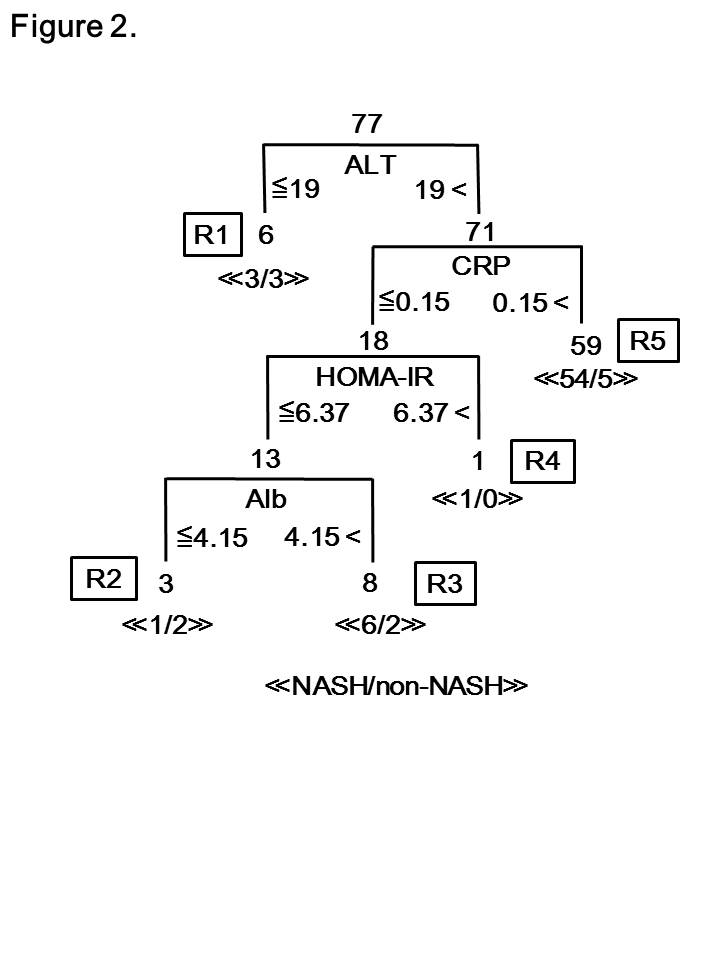 Figure 2.
77
ALT
≦19 19 <
R1 6 71
≪3/3≫ CRP
≦0.15 0.15 <
18 59 R5
HOMA-IR ≪54/5≫
≦6.37 6.37 <
13 1 R4
Alb ≪1/0≫
≦4.15 4.15 <
R2 3 8 R3
≪1/2≫ ≪6/2≫
≪NASH/non-NASH≫